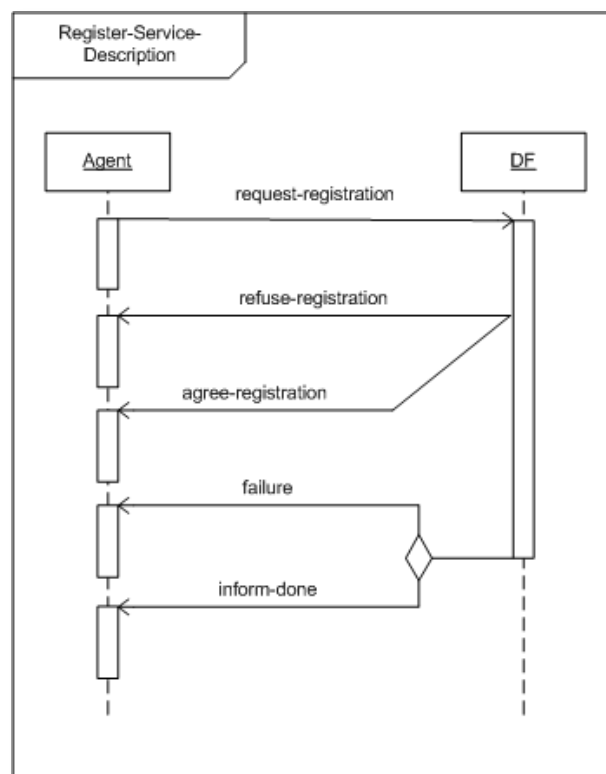 Register-Service-
Description
Agent
DF
request-registration
refuse-registration
agree-registration
failure
inform-done